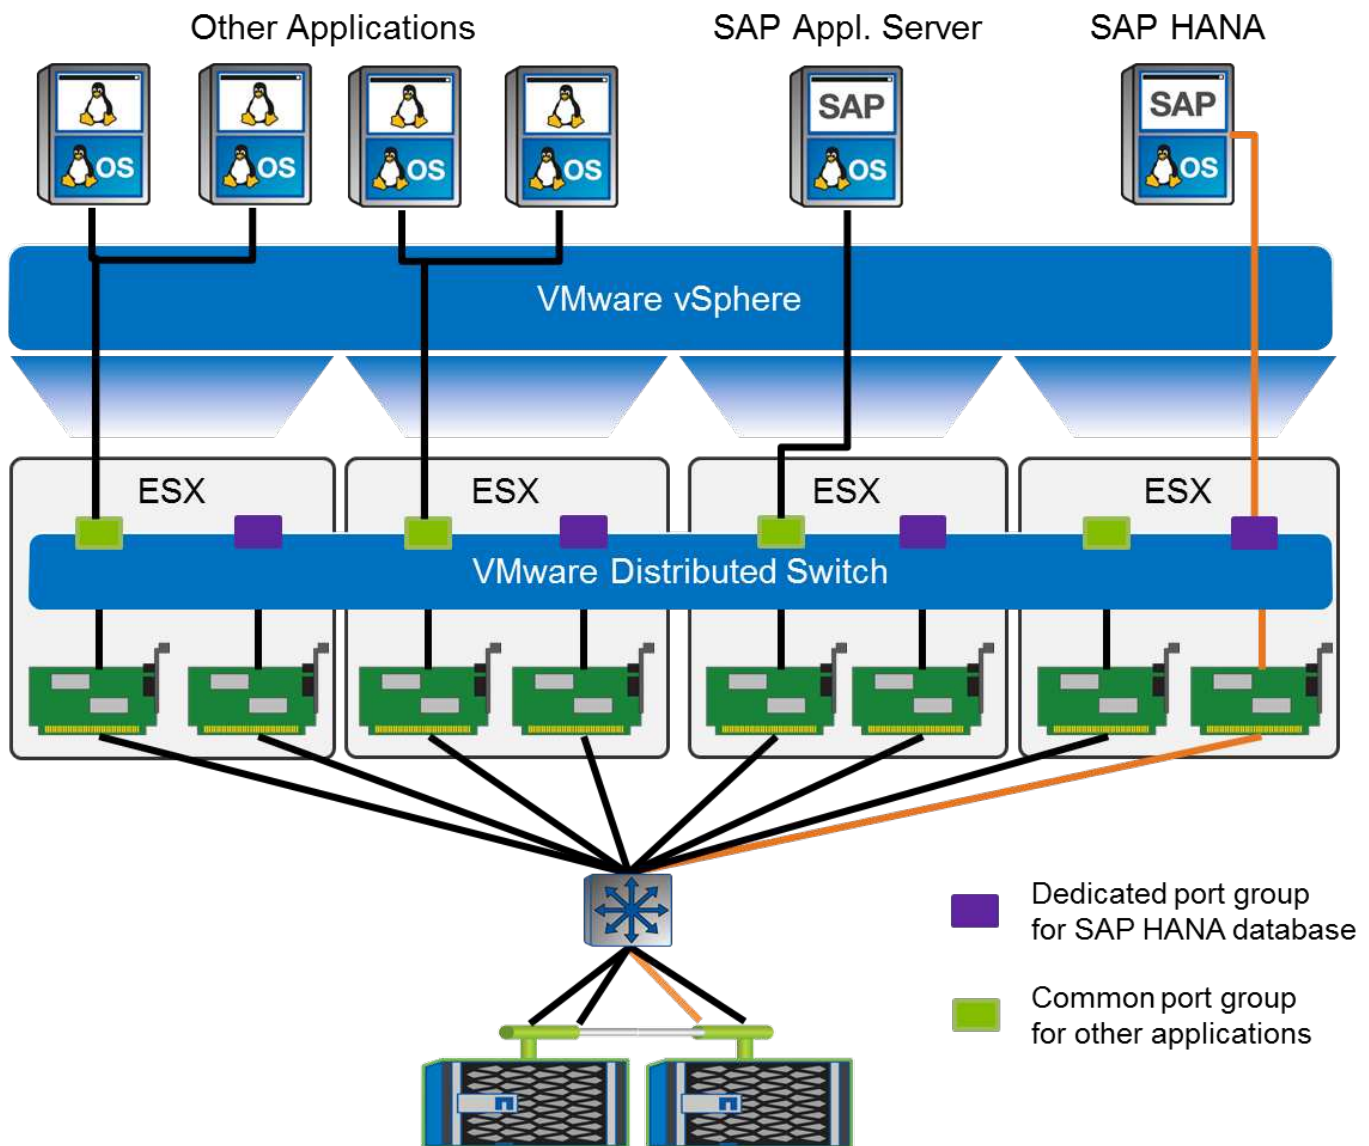 Other Applications
SAP Appl. Server
SAP HANA
SAP
SAP
OS
OS
OS
OS
OS
OS
VMware vSphere
ESX
ESX
ESX
ESX
VMware Distributed Switch
Dedicated port group
for SAP HANA database
Common port group
for other applications